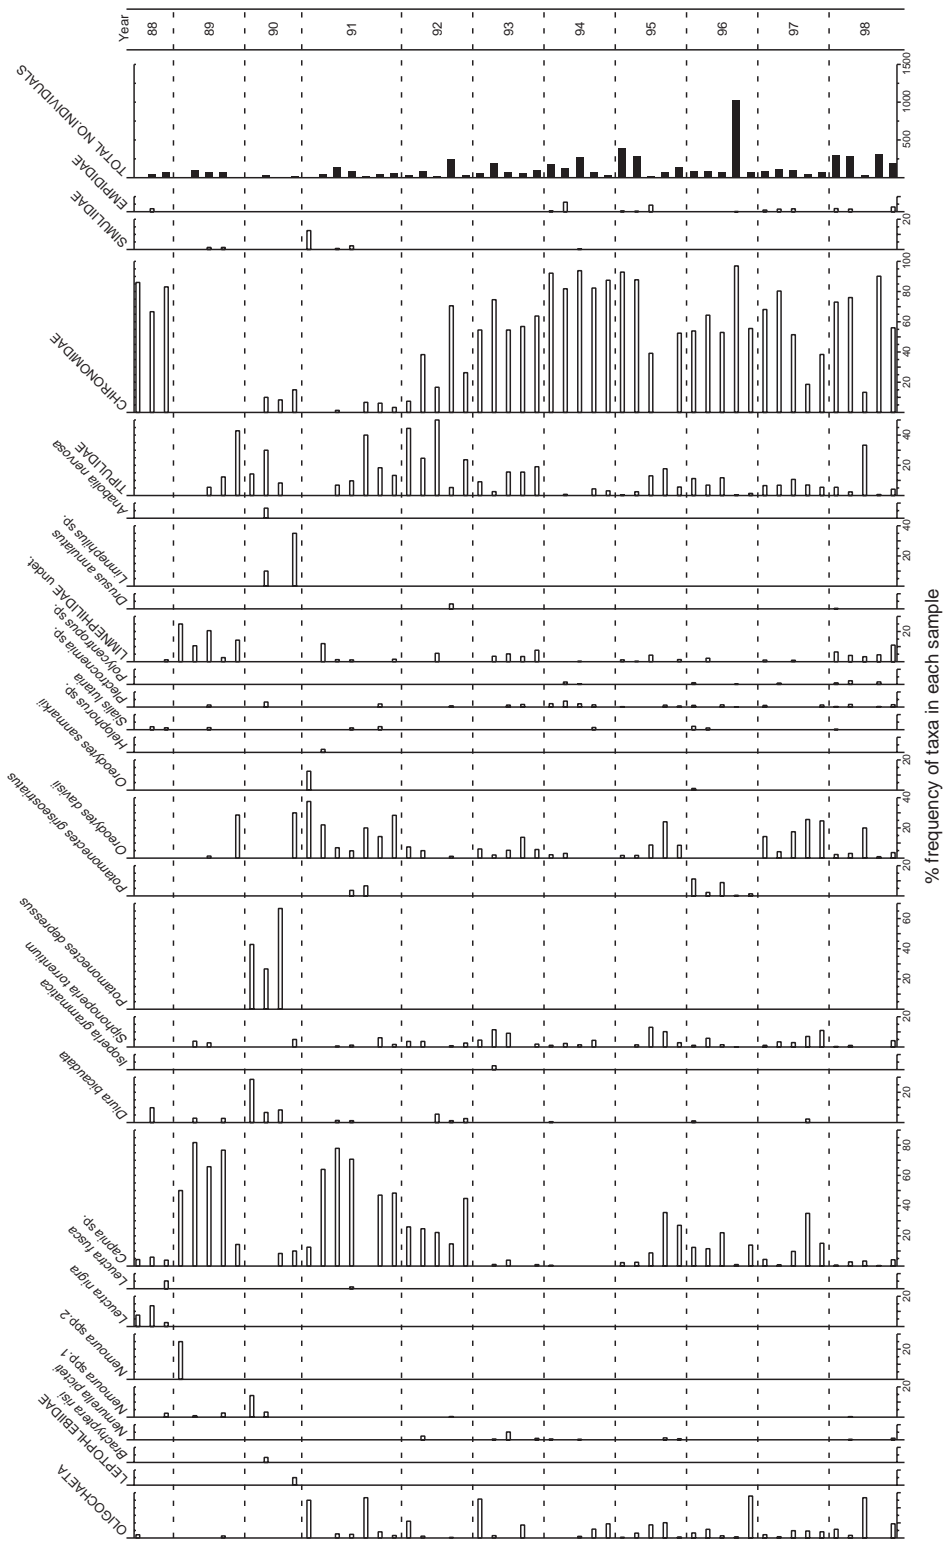 Year
88
89
90
91
92
93
94
95
96
97
98
TOTAL NO.INDIVIDUALS
500
1000
1500
EMPIDIDAE
SIMULIIDAE
20
CHIRONOMIDAE
20
40
60
80
100
TIPULIDAE
20
40
Anabolia nervosa
Limnephilus sp.
20
40
Drusus annulatus
LIMNEPHILIDAE undet.
20
Polycentropus sp.
Plectrocnemia sp.
Sialis lutaria
Helophorus sp.
Oreodytes sanmarkii
20
Oreodytes davisii
20
40
Potamonectes griseostriatus
Potamonectes depressus
20
40
60
Siphonoperla torrentium
20
Isoperla grammatica
Diura bicaudata
20
Capnia sp.
20
40
60
80
Leuctra fusca
Leuctra nigra
20
Nemoura spp.2
20
Nemoura spp.1
20
Nemurella picteti
Brachyptera risi
LEPTOPHLEBIIDAE
OLIGOCHAETA
20
% frequency of taxa in each sample